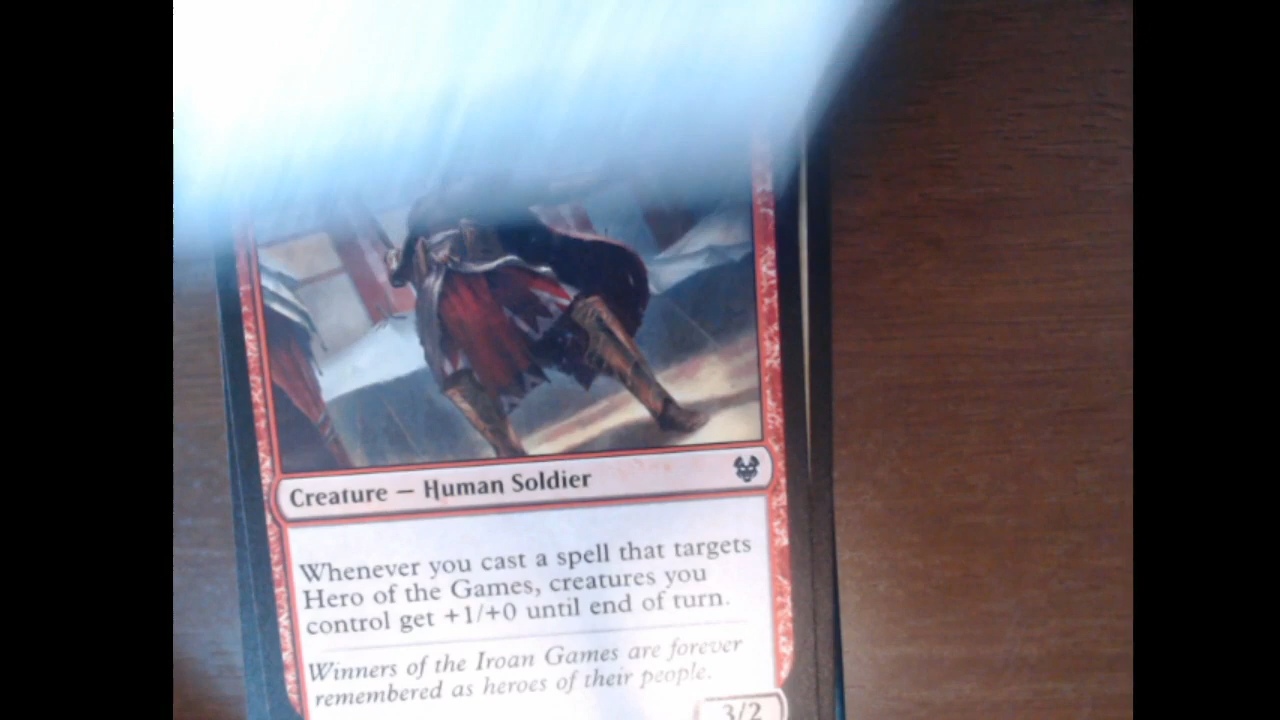 Creature — Human Soldier
Whenever you cast a spell that targets
Hero of the Games, creatures you
control get +1/+0 until end of turn.
Winners of the Iroan Games are forever
remembered as heroes of their people.
3/2